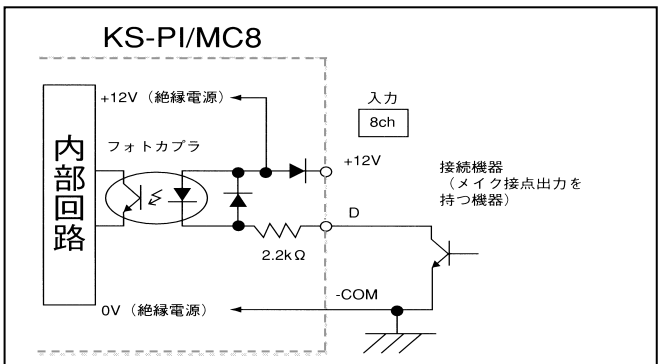 KS-PI/MC8
+12V（絶縁電源）
入力
8ch
フォトカプラ
+12V
内部回路
接続機器
（メイク接点出力を
持つ機器）
D
2.2kΩ
-COM
0V（絶縁電源）